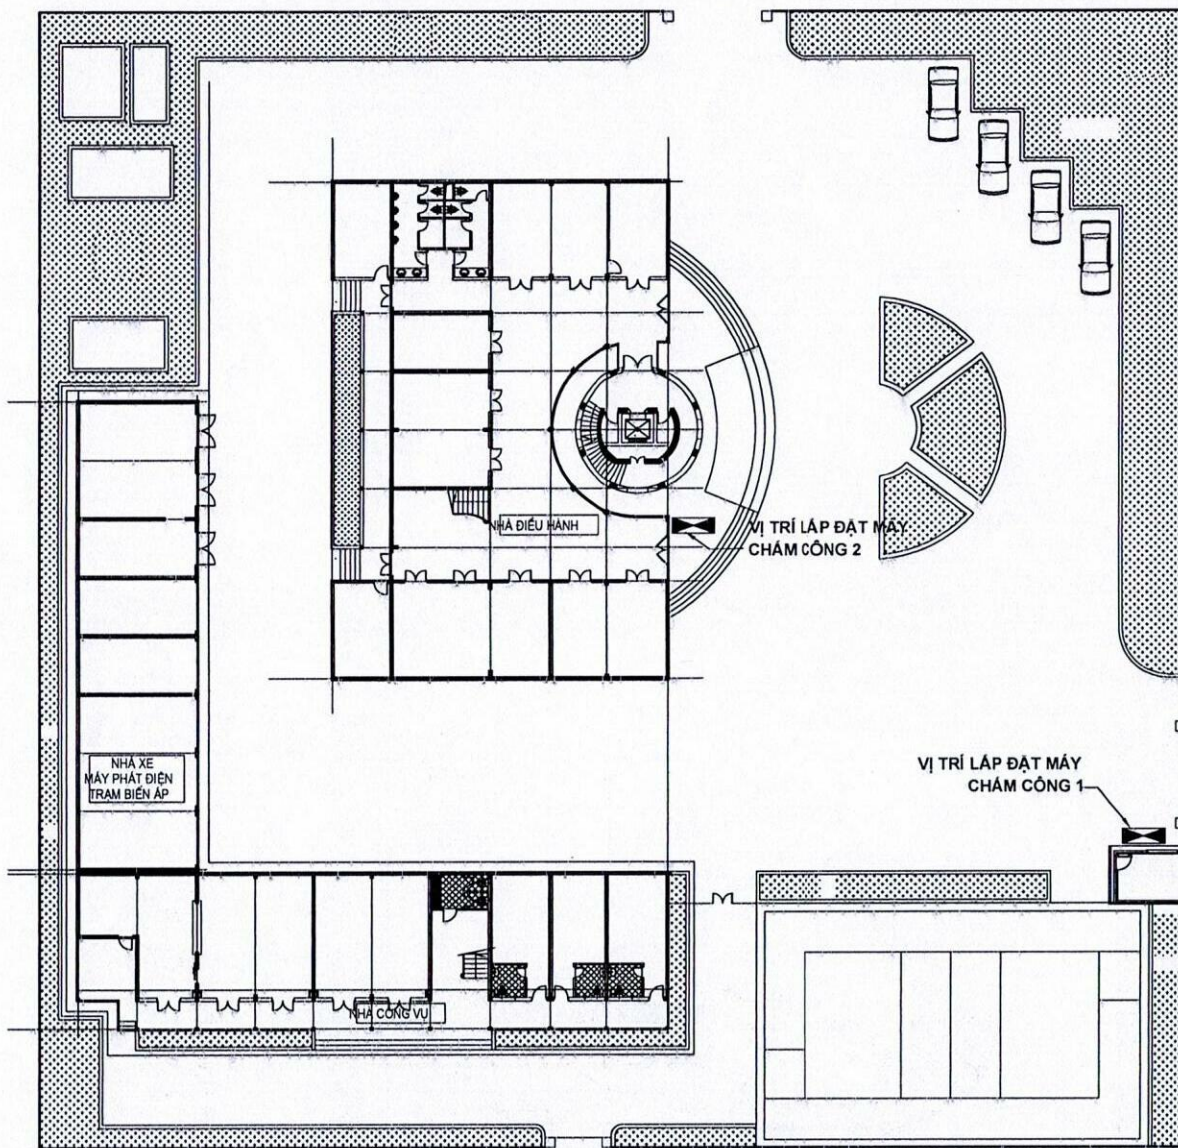 NHÀ ĐIỀU HÀNH
VỊ TRÍ LẮP ĐẶT MÁY
CHẤM CÔNG 2
NHÀ XE
MÁY PHÁT ĐIỆN
TRẠM BIẾN ÁP
VỊ TRÍ LẮP ĐẶT MÁY
CHẤM CÔNG 1
NHÀ CÔNG VỤ